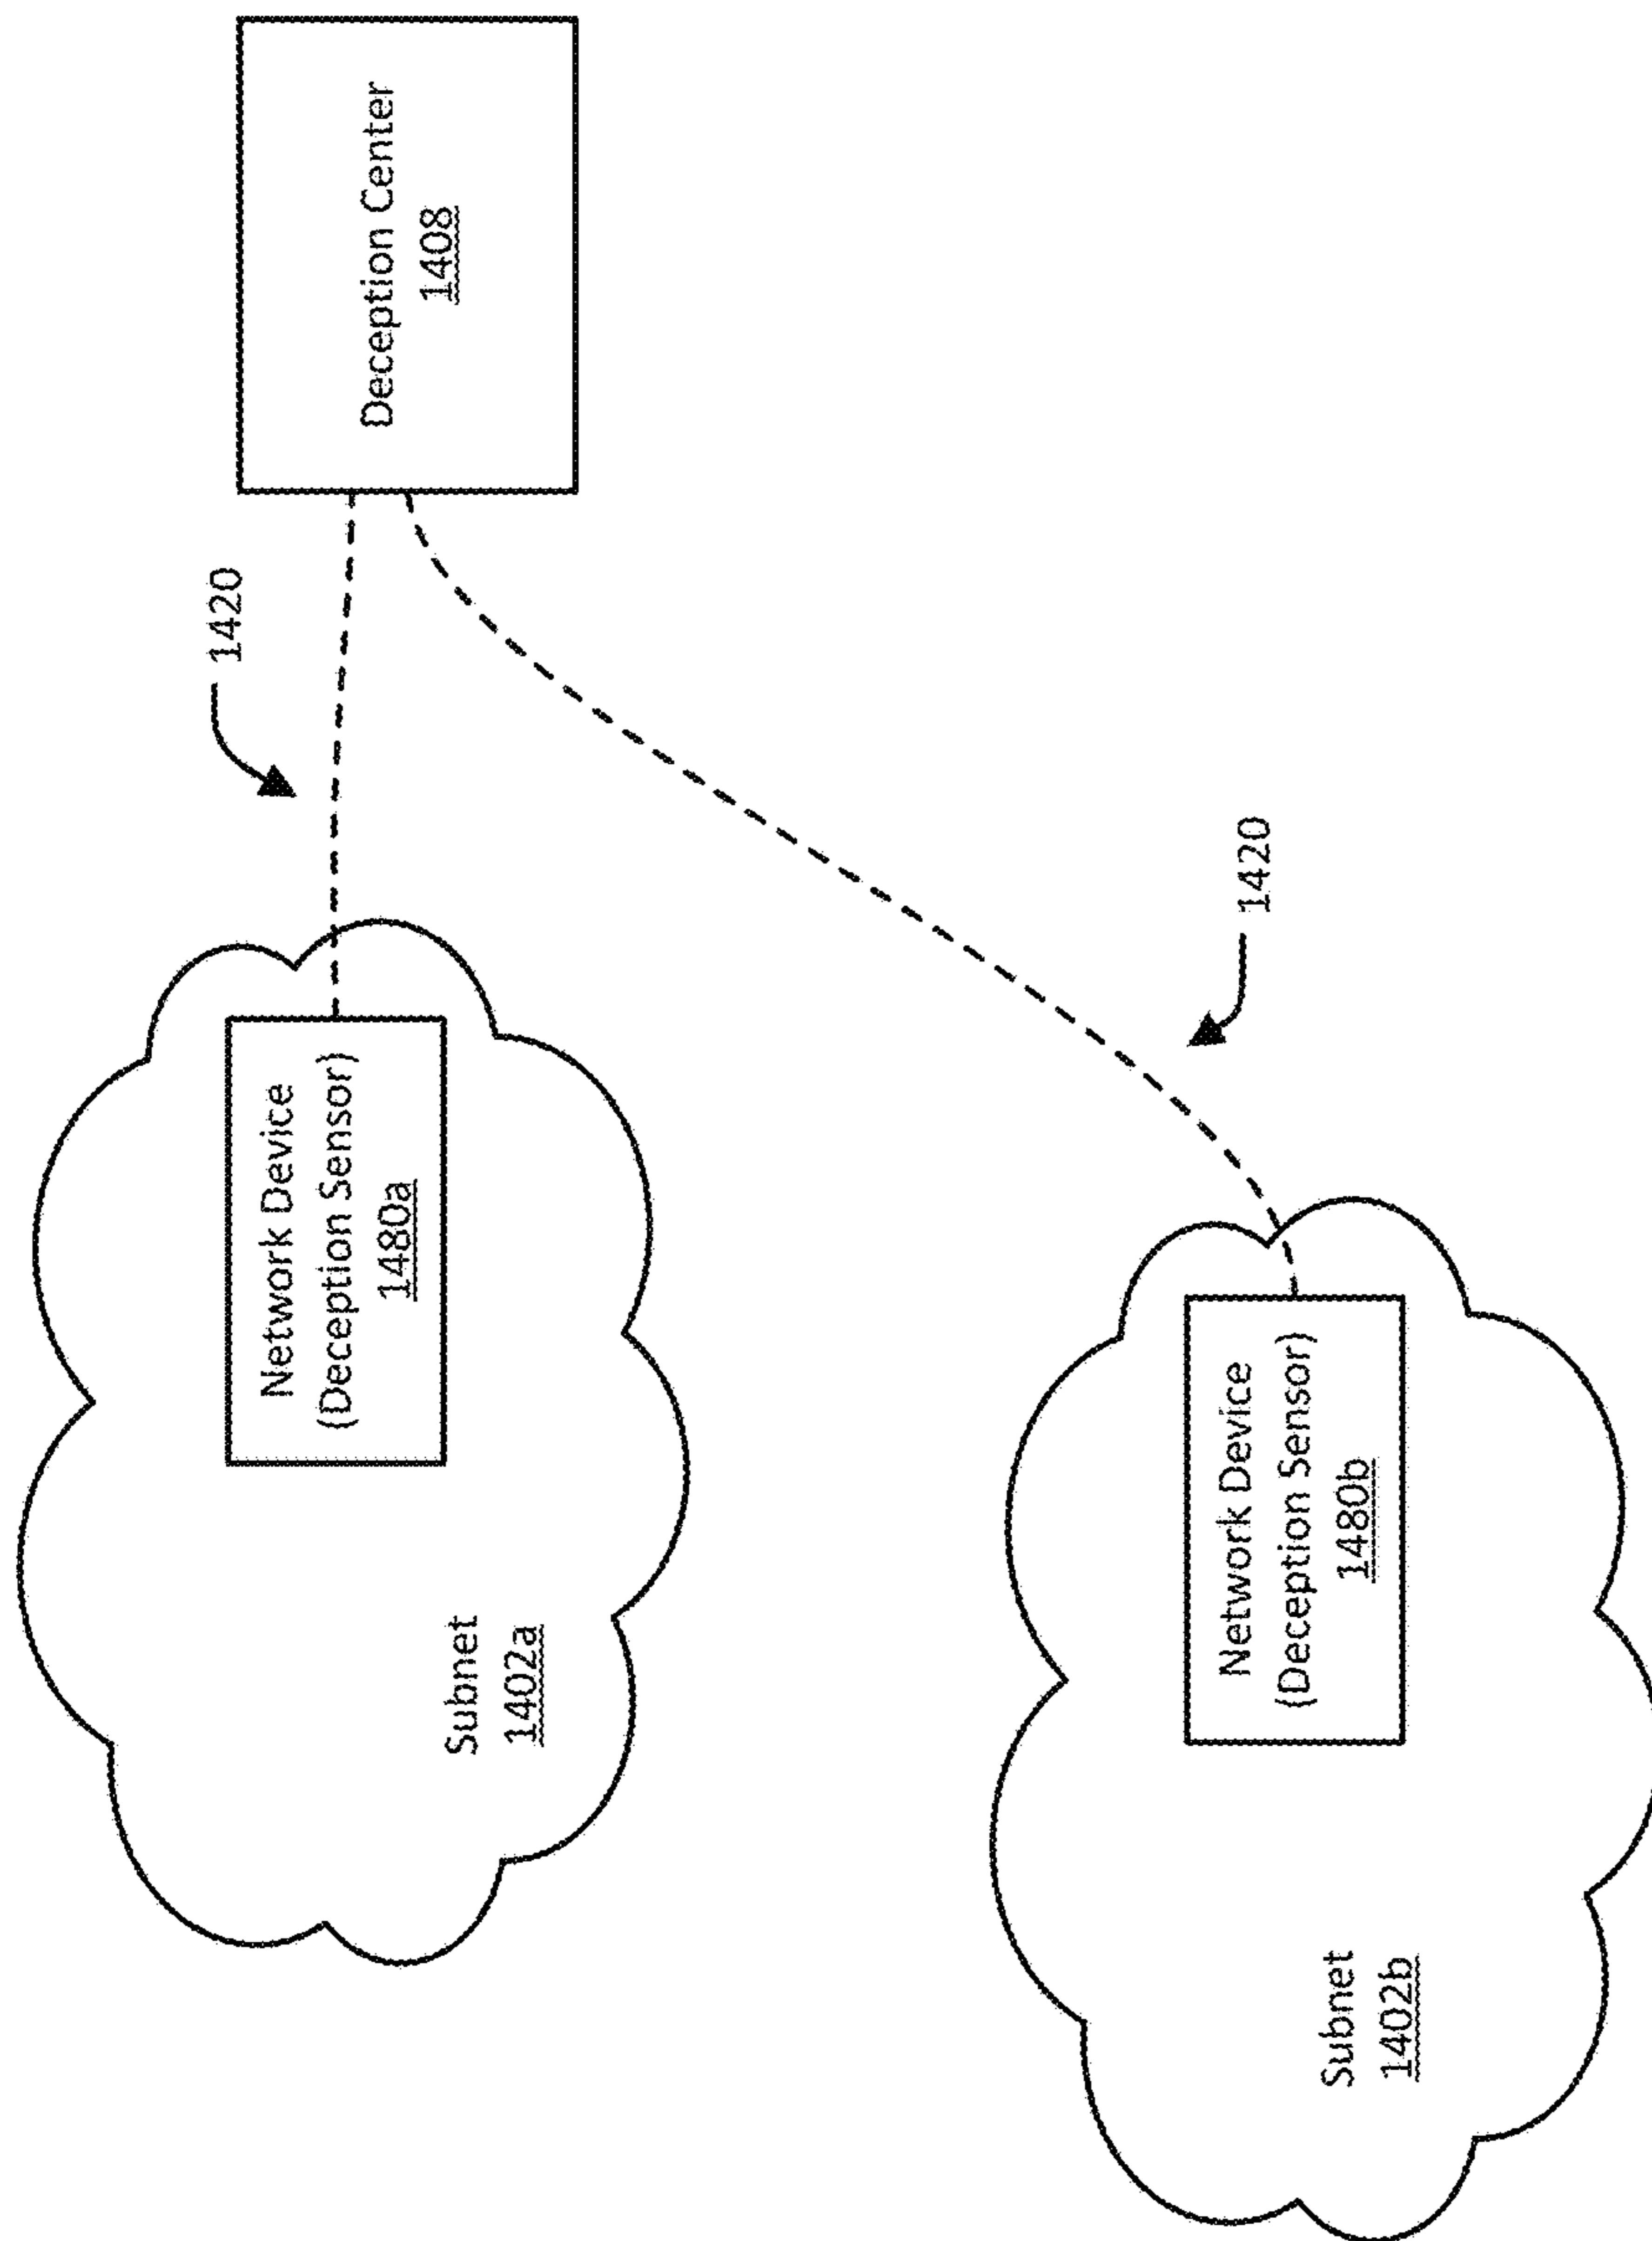 Subnet
1402a
Network Device
(Deception Sensor)
1480a
1420
Deception Center
1408
Subnet
1402b
Network Device
(Deception Sensor)
1480b
1420